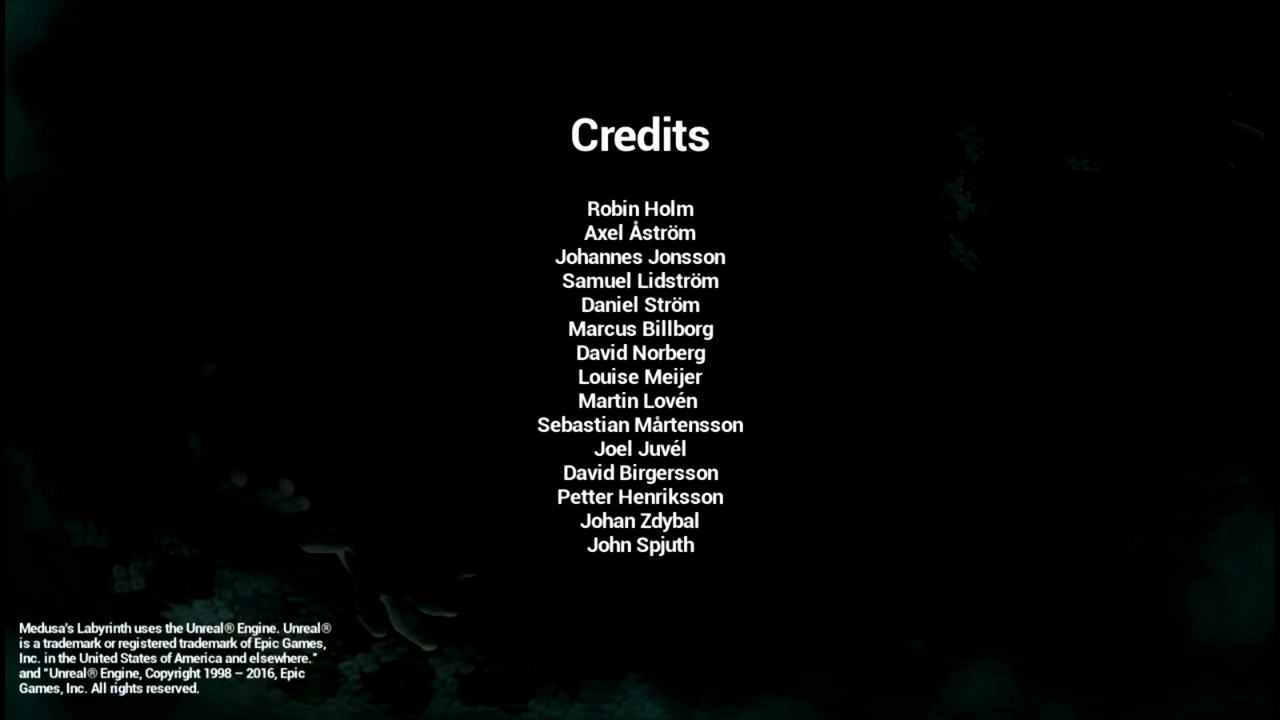 Credits
Robin Holm
Axel Åström
Johannes Jonsson
Samuel Lidström
Daniel Ström
Marcus Billborg
David Norberg
Louise Meijer
Martin Lovén
Sebastian Mårtensson
Joel Juvél
David Birgersson
Petter Henriksson
Johan Zdybal
John Spjuth
Medusa's Labyrinth uses the Unreal® Engine. Unreal®
is a trademark or registered trademark of Epic Games,
Inc. in the United States of America and elsewhere."
and "Unreal® Engine, Copyright 1998 – 2016, Epic
Games, Inc. All rights reserved.